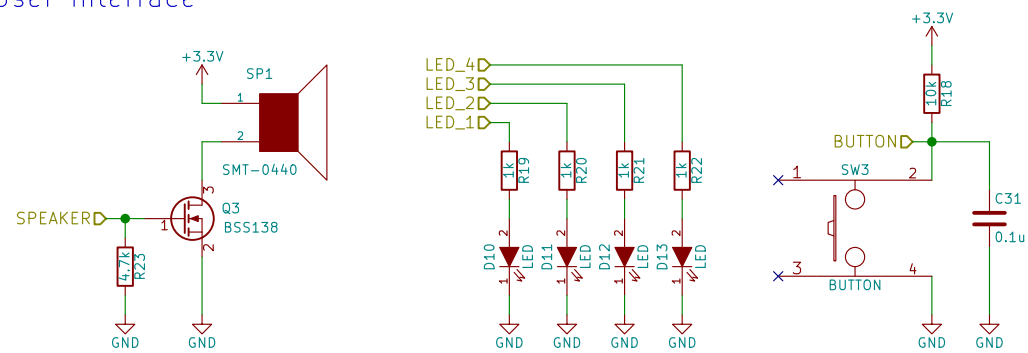 User Interface
+3.3V
SP1
1
2
SMT-0440
SPEAKER
1
3
2
Q3
BSS138
4.7k
R23
GND
GND
LED_4
LED_3
LED_2
LED_1
1k
R19
1k
R20
1k
R21
1k
R22
2
D10
LED
1
2
D11
LED
1
2
D12
LED
1
2
D13
LED
1
GND
GND
GND
GND
+3.3V
10k
R18
BUTTON
1
SW3
2
3
4
BUTTON
C31
0.1u
GND
GND